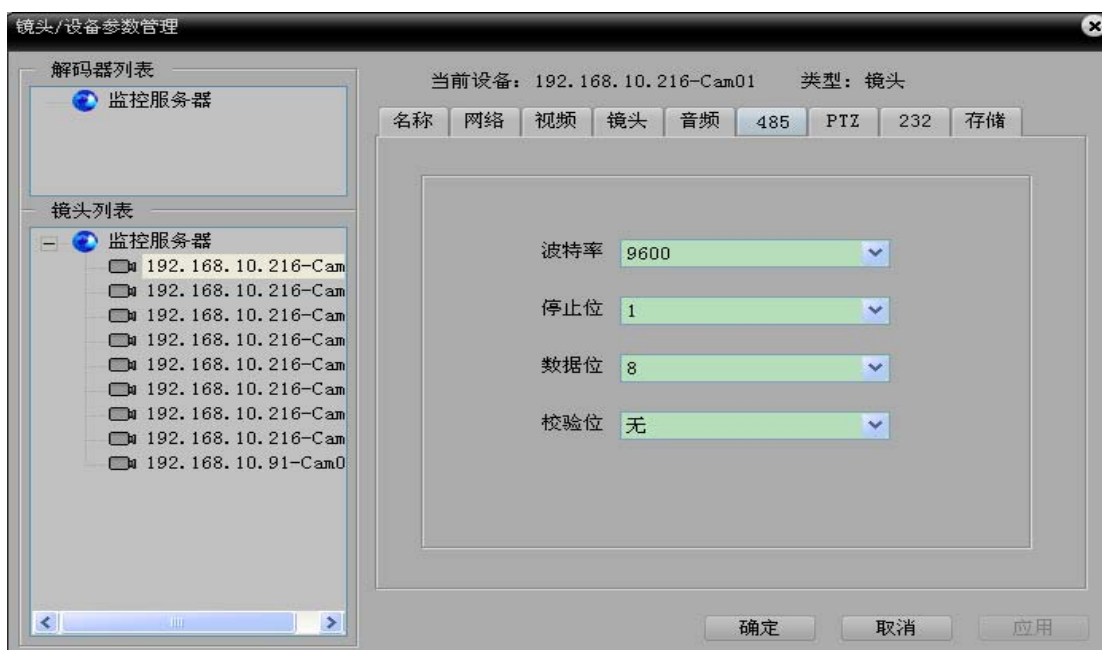 镜头/设备参数管理
解码器列表
监控服务器
镜头列表
监控服务器
192.168.10.216-Cam
192.168.10.216-Cam
192.168.10.216-Cam
192.168.10.216-Cam
192.168.10.216-Cam
192.168.10.216-Cam
192.168.10.216-Cam
192.168.10.216-Cam
192.168.10.91-Cam0
当前设备: 192.168.10.216-Cam01 类型: 镜头
名称 网络 视频 镜头 音频 485 PTZ 232 存储
波特率 9600
停止位 1
数据位 8
校验位 无
确定 取消 应用